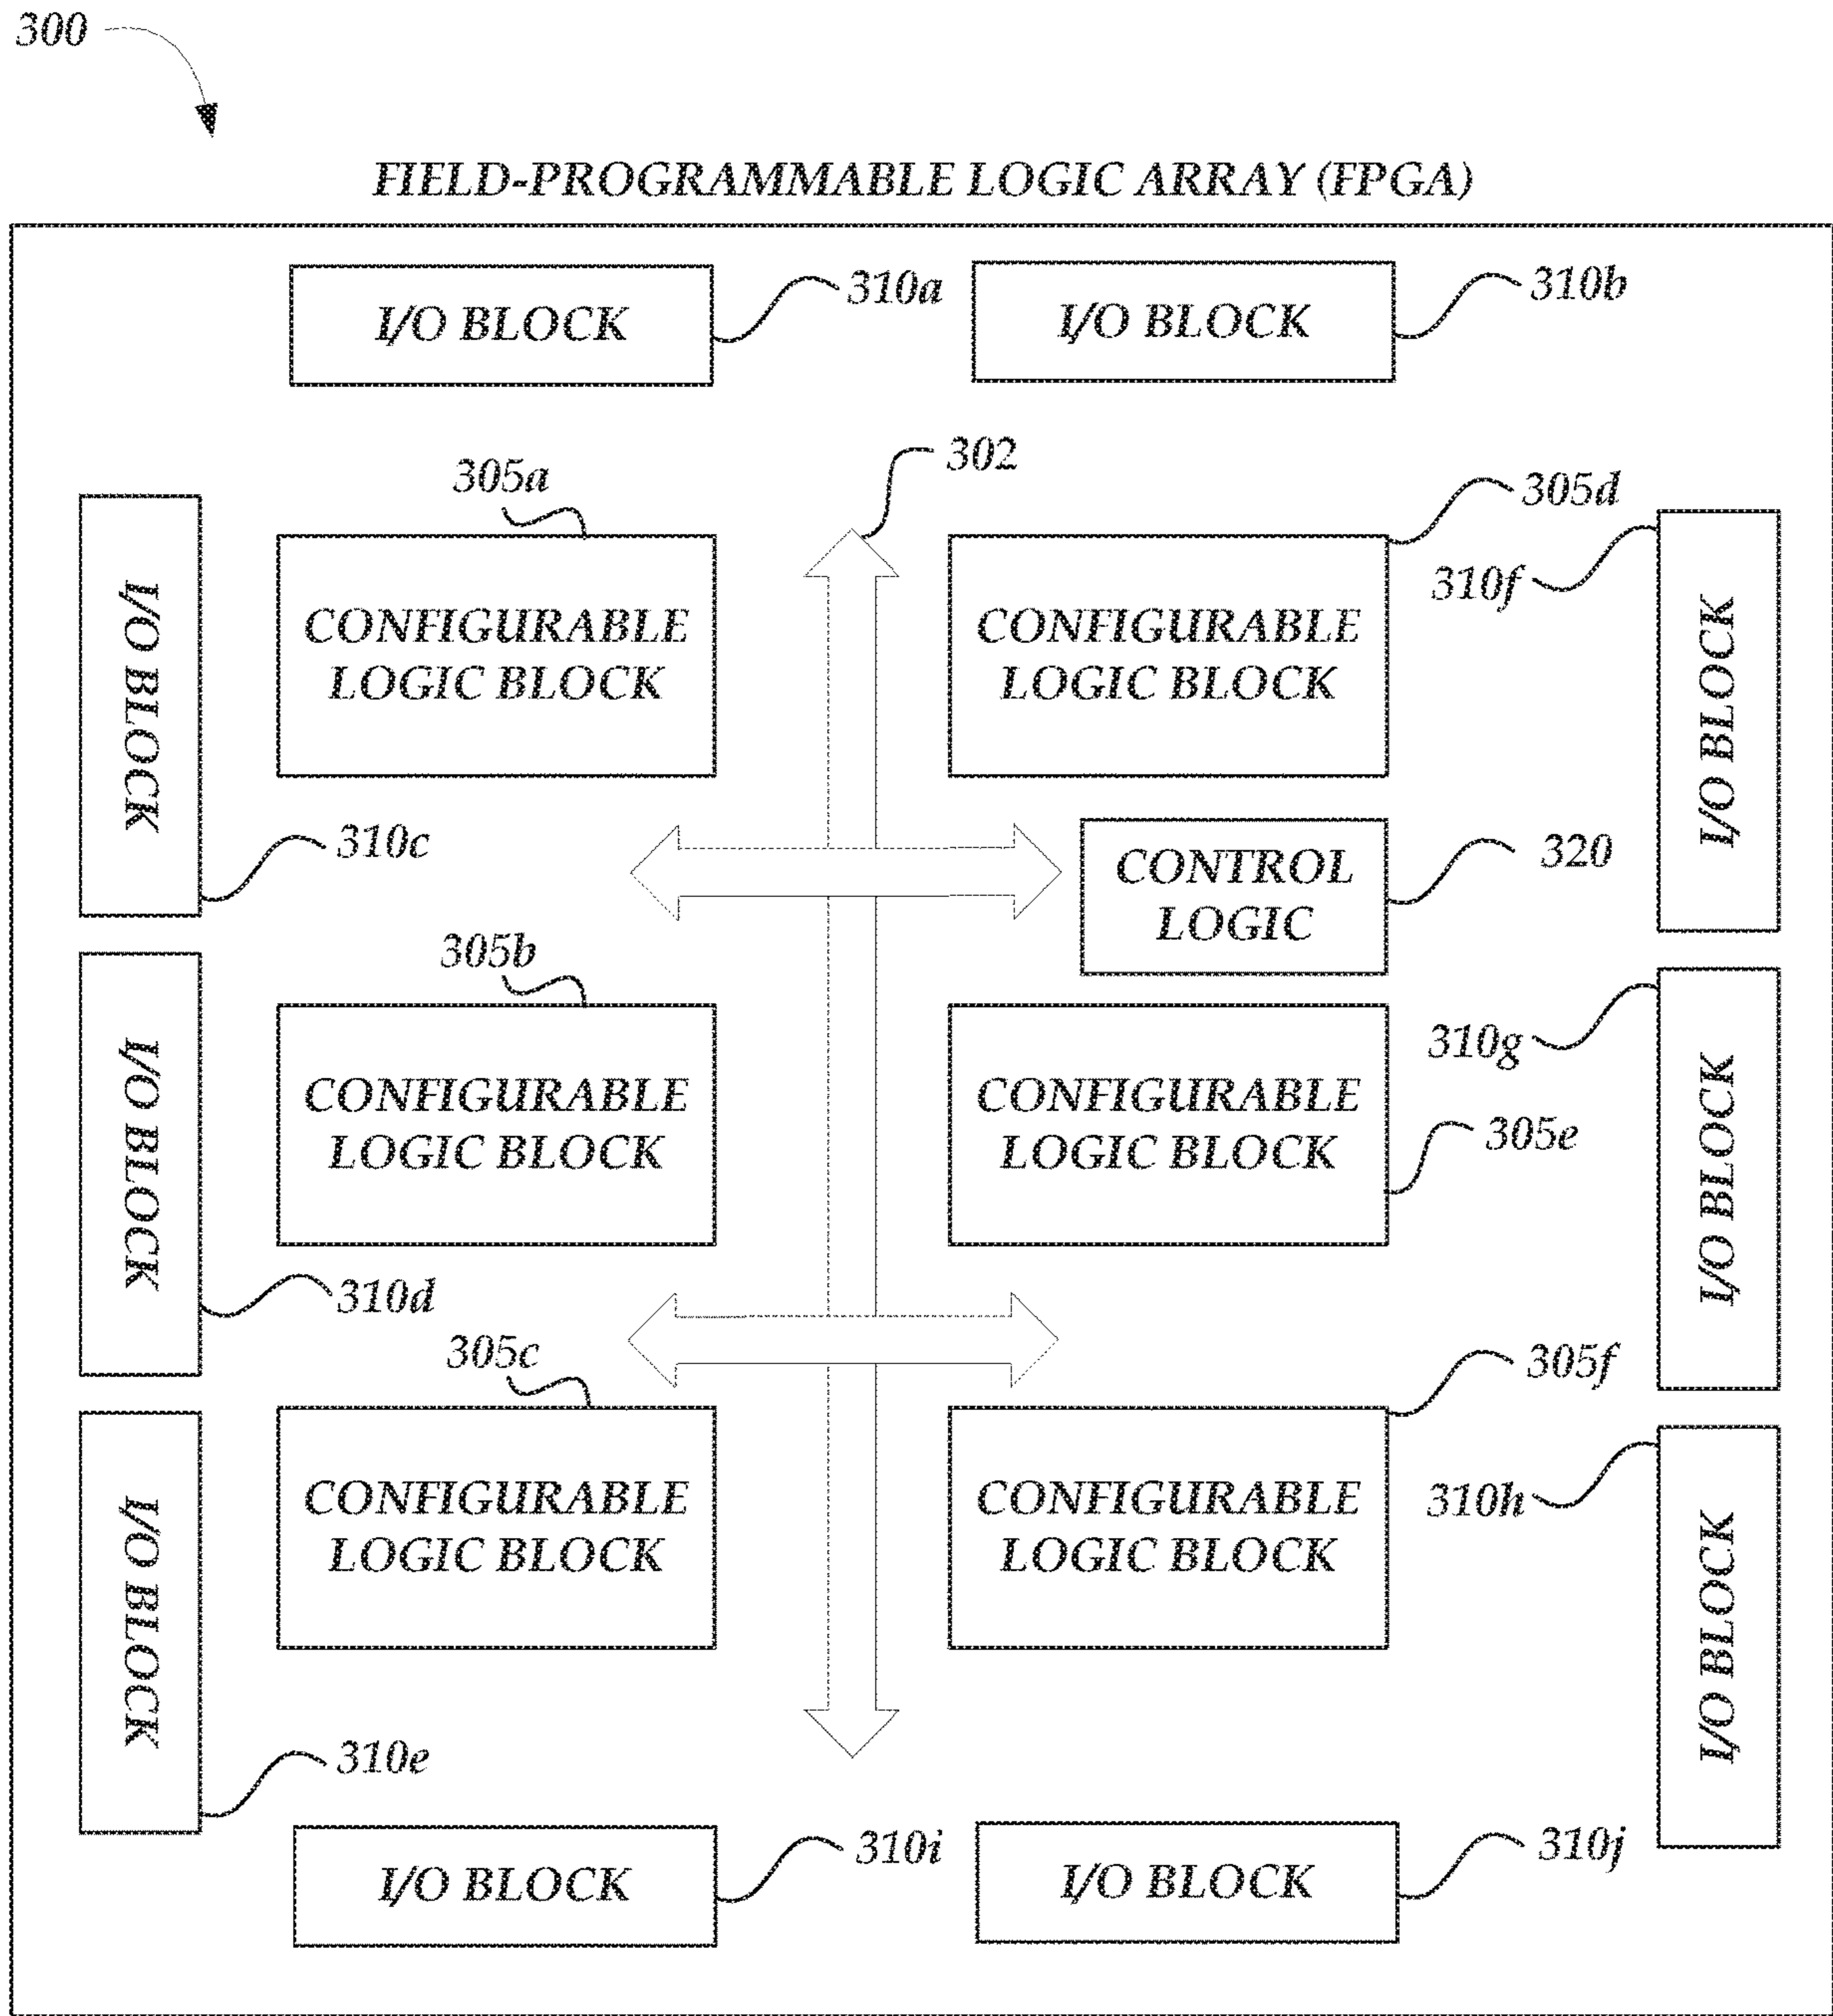 300
FIELD-PROGRAMMABLE LOGIC ARRAY (FPGA)
I/O BLOCK
310a
I/O BLOCK
310b
302
305a
305d
I/O BLOCK
CONFIGURABLE
LOGIC BLOCK
CONFIGURABLE
LOGIC BLOCK
310f
I/O BLOCK
310c
CONTROL
LOGIC
320
305b
I/O BLOCK
CONFIGURABLE
LOGIC BLOCK
CONFIGURABLE
LOGIC BLOCK
310g
305e
I/O BLOCK
310d
305c
305f
I/O BLOCK
CONFIGURABLE
LOGIC BLOCK
CONFIGURABLE
LOGIC BLOCK
310h
I/O BLOCK
310e
I/O BLOCK
310i
I/O BLOCK
310j